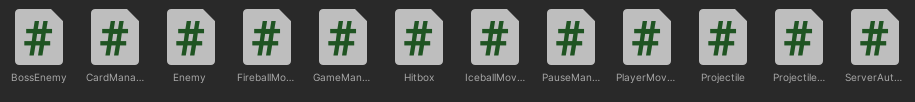 # # # # # # # # # # # #
BossEnemy CardMana... Enemy FireballMo... GameMan... Hitbox IceballMov... PauseMan... PlayerMov... Projectile Projectile... ServerAut...